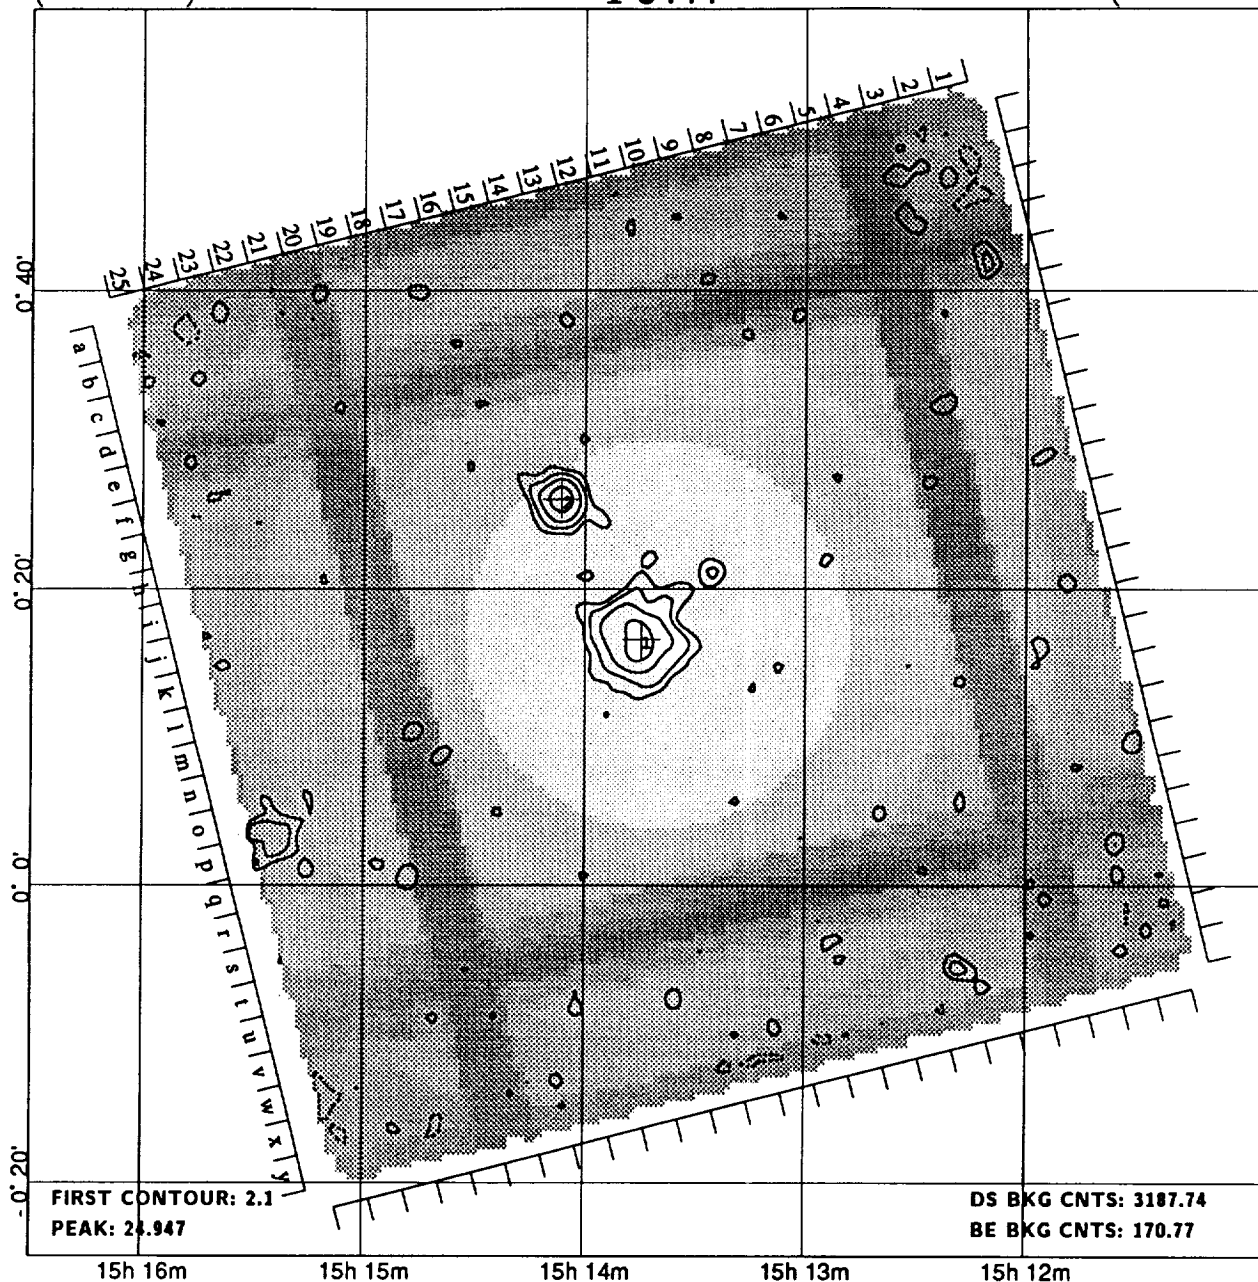 1 2 3 4 5 6 7 8 9 10 11 12 13 14 15 16 17 18 19 20 21 22 23 24 25
0° 40'
a b c d e f g h i j k l m n o p q r s t u v w x y
0° 20'
0° 0'
-0° 20'
FIRST CONTOUR: 2.1
PEAK: 24.947
DS BKG CNTS: 3187.74
BE BKG CNTS: 170.77
15h 16m 15h 15m 15h 14m 15h 13m 15h 12m